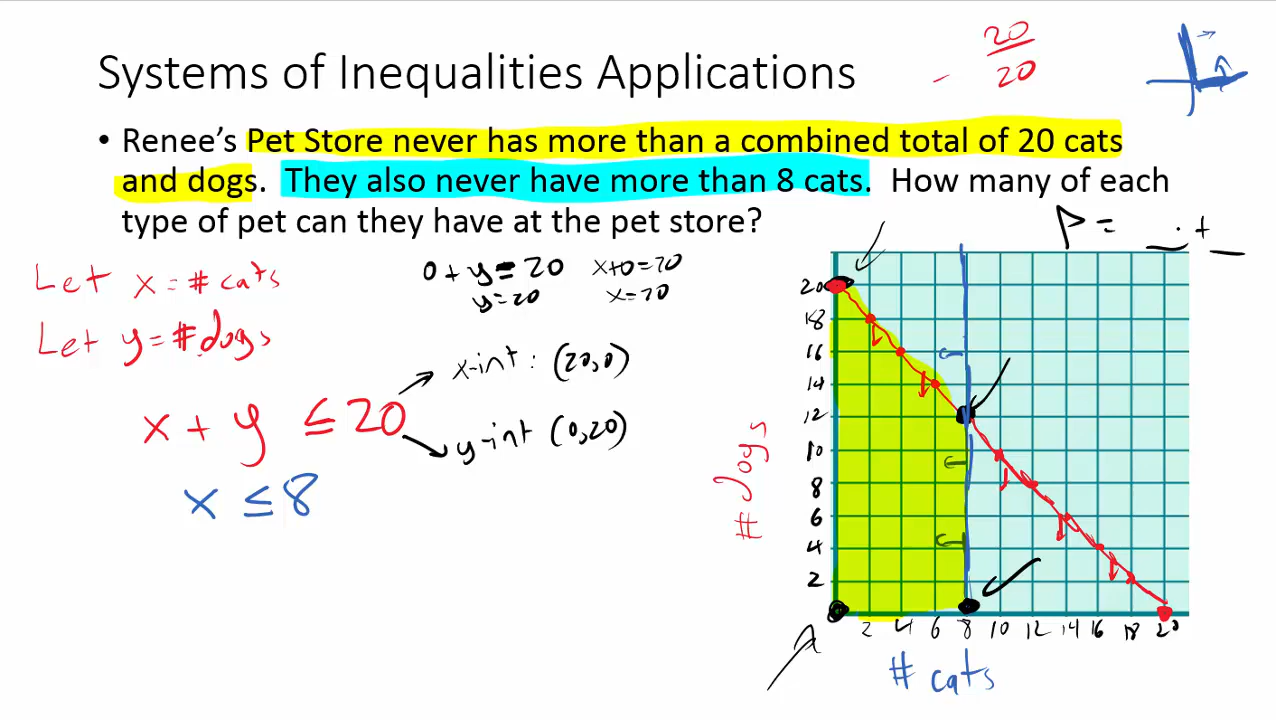 Systems of Inequalities Applications
- 20/20
• Renee's Pet Store never has more than a combined total of 20 cats
and dogs. They also never have more than 8 cats. How many of each
type of pet can they have at the pet store?
P = _ + _
Let x = # cats
Let y = # dogs
0 + y = 20
y = 20
x+0=20
x=20
x + y ≤ 20
x-int : (20,0)
y-int (0,20)
x ≤ 8
# dogs
20
18
16
14
12
10
8
6
4
2
2 4 6 8 10 12 14 16 18 20
# cats